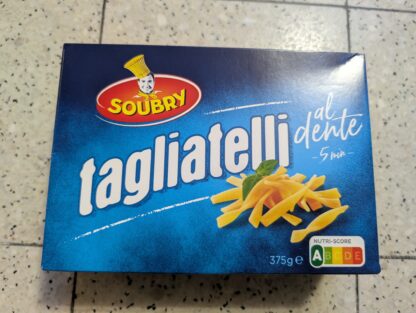 SOUBRY
tagliatelli
al
dente
- 5 min -
NUTRI-SCORE
A B C D E
375g e